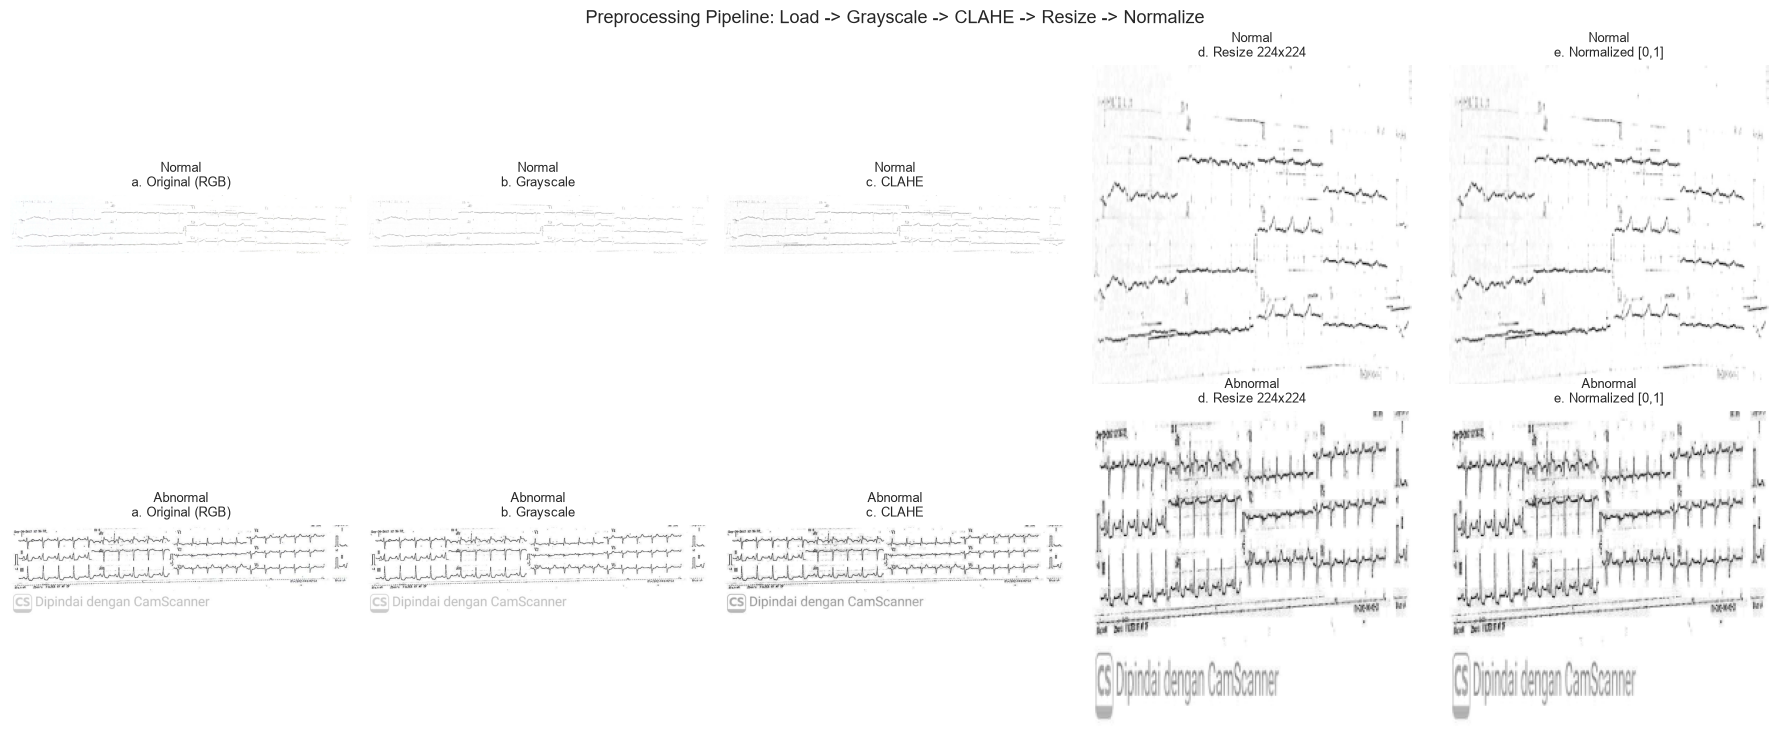 Preprocessing Pipeline: Load -> Grayscale -> CLAHE -> Resize -> Normalize
Normal
a. Original (RGB)
Normal
b. Grayscale
Normal
c. CLAHE
Normal
d. Resize 224x224
Normal
e. Normalized [0,1]
Abnormal
a. Original (RGB)
CS Dipindai dengan CamScanner
Abnormal
b. Grayscale
CS Dipindai dengan CamScanner
Abnormal
c. CLAHE
CS Dipindai dengan CamScanner
Abnormal
d. Resize 224x224
CS Dipindai dengan CamScanner
Abnormal
e. Normalized [0,1]
CS Dipindai dengan CamScanner